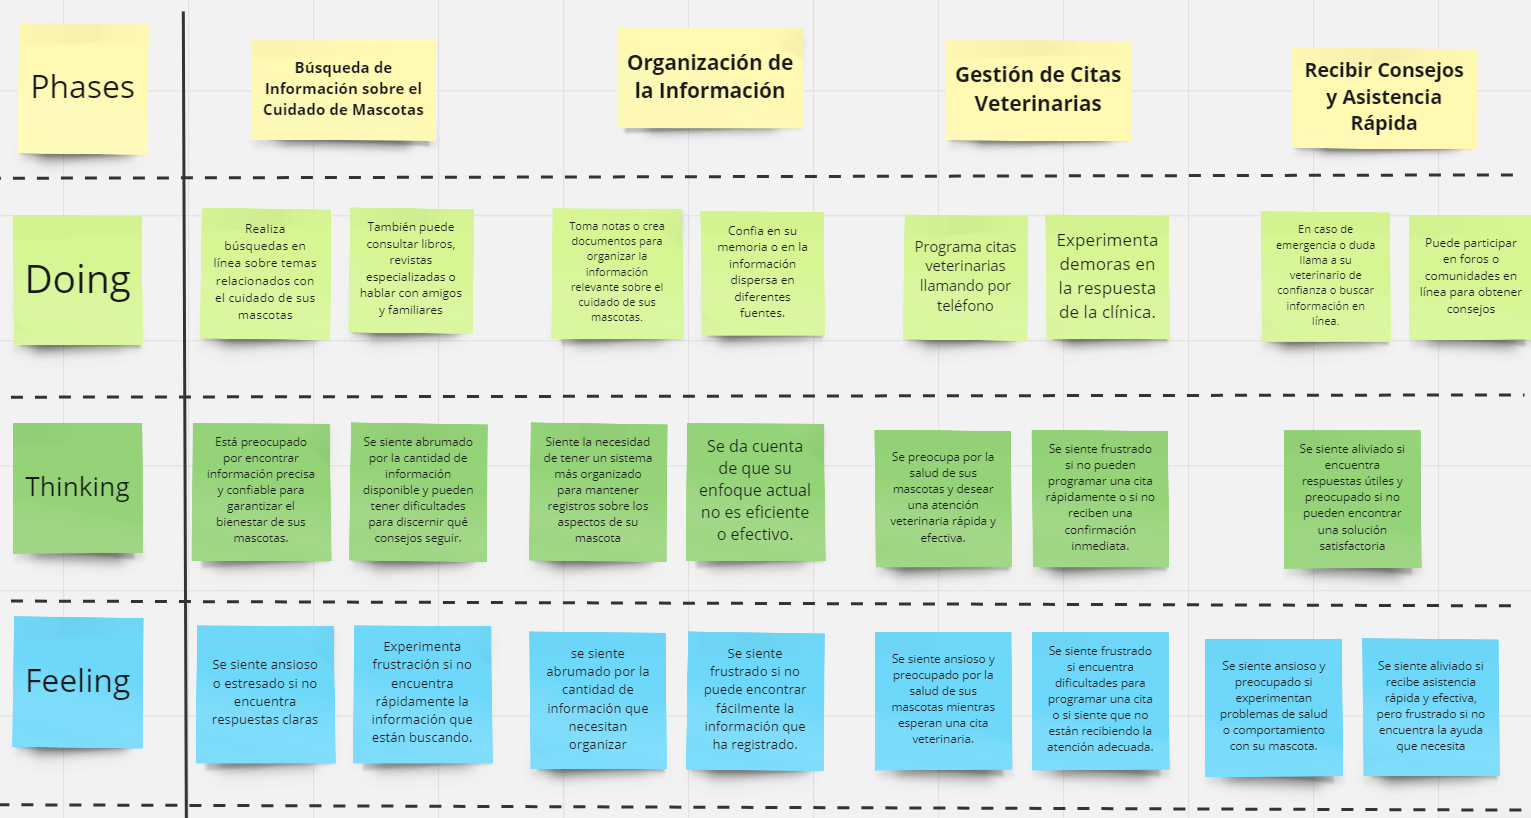 Phases
Búsqueda de
Información sobre el
Cuidado de Mascotas
Organización de
la Información
Gestión de Citas
Veterinarias
Recibir Consejos
y Asistencia
Rápida
Doing
Realiza
búsquedas en
línea sobre temas
relacionados con
el cuidado de sus
mascotas
También puede
consultar libros,
revistas
especializadas o
hablar con amigos
y familiares
Toma notas o crea
documentos para
organizar la
información
relevante sobre el
cuidado de sus
mascotas.
Confia en su
memoria o en la
información
dispersa en
diferentes
fuentes.
Programa citas
veterinarias
llamando por
teléfono
Experimenta
demoras en
la respuesta
de la clínica.
En caso de
emergencia o duda
llama a su
veterinario de
confianza o buscar
información en
línea.
Puede participar
en foros o
comunidades en
línea para obtener
consejos
Thinking
Está preocupado
por encontrar
información precisa
y confiable para
garantizar el
bienestar de sus
mascotas.
Se siente abrumado
por la cantidad de
información
disponible y pueden
tener dificultades
para discernir qué
consejos seguir.
Siente la necesidad
de tener un sistema
más organizado
para mantener
registros sobre los
aspectos de su
mascota
Se da cuenta
de que su
enfoque actual
no es eficiente
o efectivo.
Se preocupa por la
salud de sus
mascotas y desear
una atención
veterinaria rápida y
efectiva.
Se siente frustrado
si no pueden
programar una cita
rápidamente o si no
reciben una
confirmación
inmediata.
Se siente aliviado si
encuentra
respuestas útiles y
preocupado si no
pueden encontrar
una solución
satisfactoria
Feeling
Se siente ansioso
o estresado si no
encuentra
respuestas claras
Experimenta
frustración si no
encuentra
rápidamente la
información que
están buscando.
se siente
abrumado por la
cantidad de
información que
necesitan
organizar
Se siente
frustrado si no
puede encontrar
fácilmente la
información que
ha registrado.
Se siente ansioso y
preocupado por la
salud de sus
mascotas mientras
esperan una cita
veterinaria.
Se siente frustrado
si encuentra
dificultades para
programar una cita
o si siente que no
están recibiendo la
atención adecuada.
Se siente ansioso y
preocupado si
experimentan
problemas de salud
o comportamiento
con su mascota.
Se siente aliviado si
recibe asistencia
rápida y efectiva,
pero frustrado si no
encuentra la ayuda
que necesita